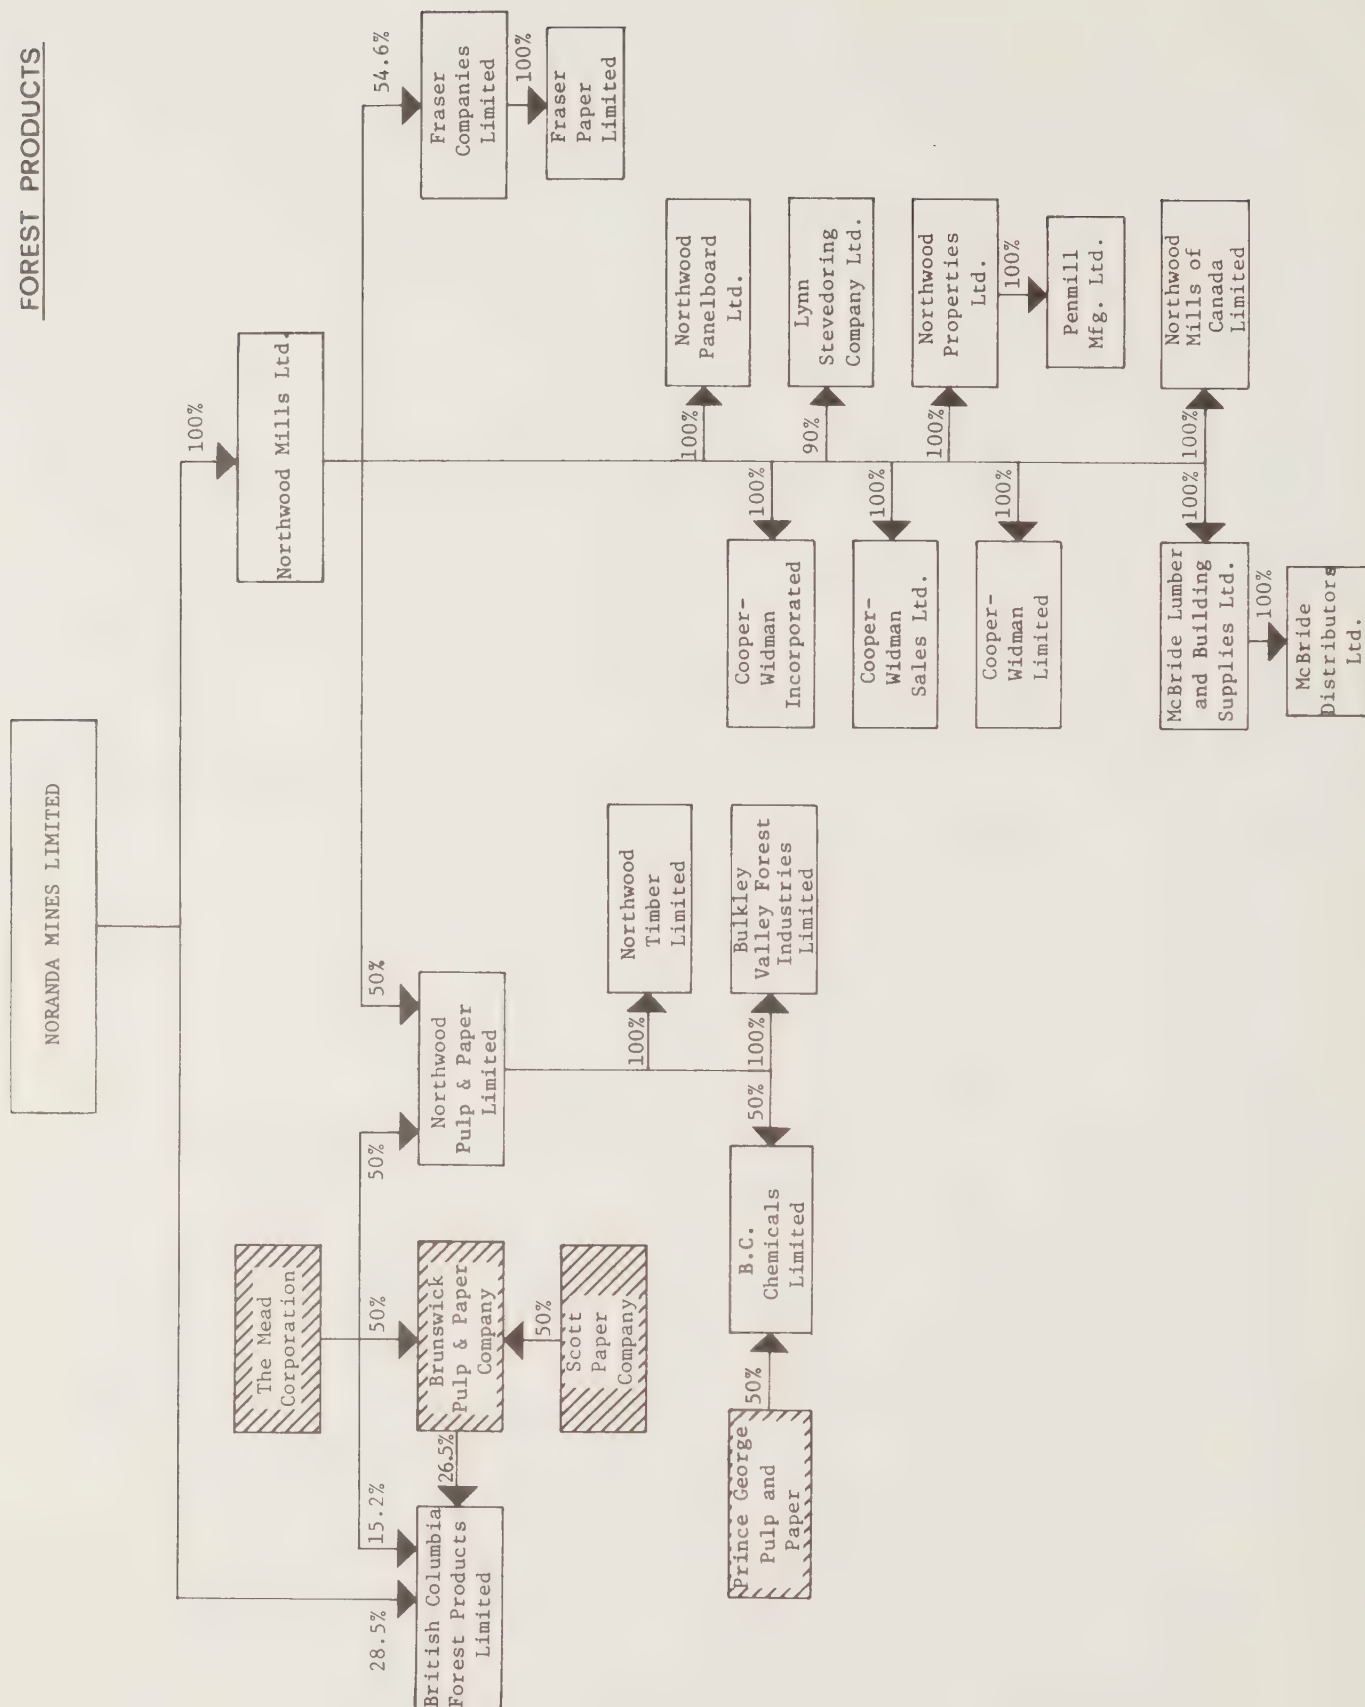 FOREST PRODUCTS
NORANDA MINES LIMITED
100%
The Mead
Corporation
Northwood Mills Ltd.
28.5%
15.2%
50%
50%
50%
54.6%
British Columbia
Forest Products
Limited
26.5%
Brunswick
Pulp & Paper
Company
Northwood
Pulp & Paper
Limited
Fraser
Companies
Limited
50%
100%
Scott
Paper
Company
Fraser
Paper
Limited
100%
Northwood
Timber
Limited
100%
Northwood
Panelboard
Ltd.
Prince George
Pulp and
Paper
50%
B.C.
Chemicals
Limited
50%
100%
Bulkley
Valley Forest
Industries
Limited
Cooper-
Widman
Incorporated
100%
90%
Lynn
Stevedoring
Company Ltd.
Cooper-
Widman
Sales Ltd.
100%
100%
Northwood
Properties
Ltd.
Cooper-
Widman
Limited
100%
100%
Penmill
Mfg. Ltd.
McBride Lumber
and Building
Supplies Ltd.
100%
100%
Northwood
Mills of
Canada
Limited
100%
McBride
Distributors
Ltd.